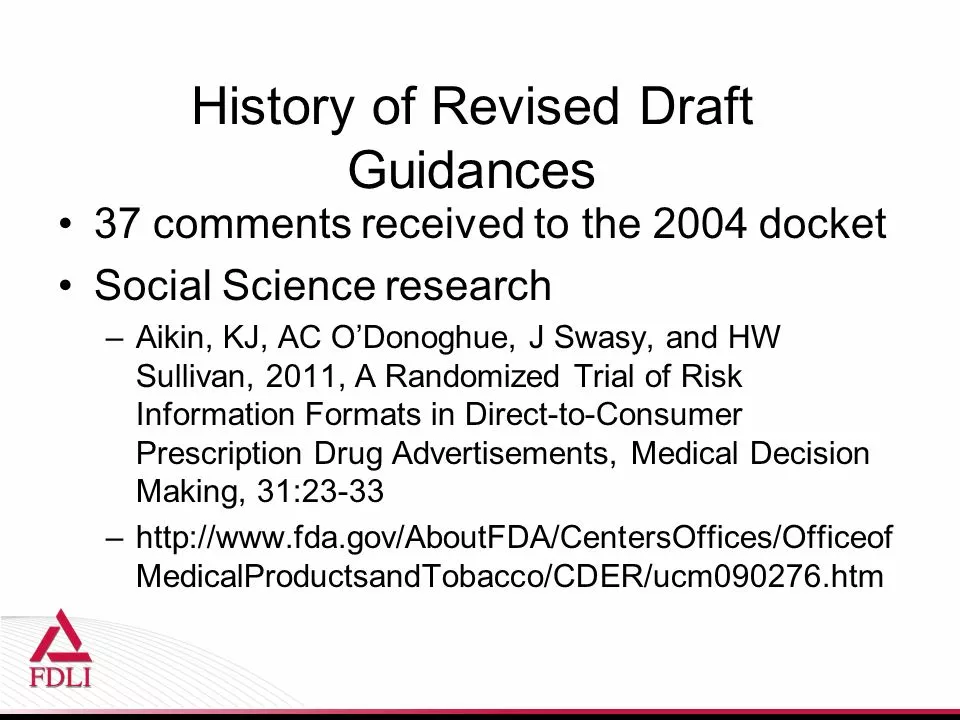 History of Revised Draft
Guidances
• 37 comments received to the 2004 docket
• Social Science research
– Aikin, KJ, AC O’Donoghue, J Swasy, and HW
Sullivan, 2011, A Randomized Trial of Risk
Information Formats in Direct-to-Consumer
Prescription Drug Advertisements, Medical Decision
Making, 31:23-33
– http://www.fda.gov/AboutFDA/CentersOffices/Officeof
MedicalProductsandTobacco/CDER/ucm090276.htm
FDLI